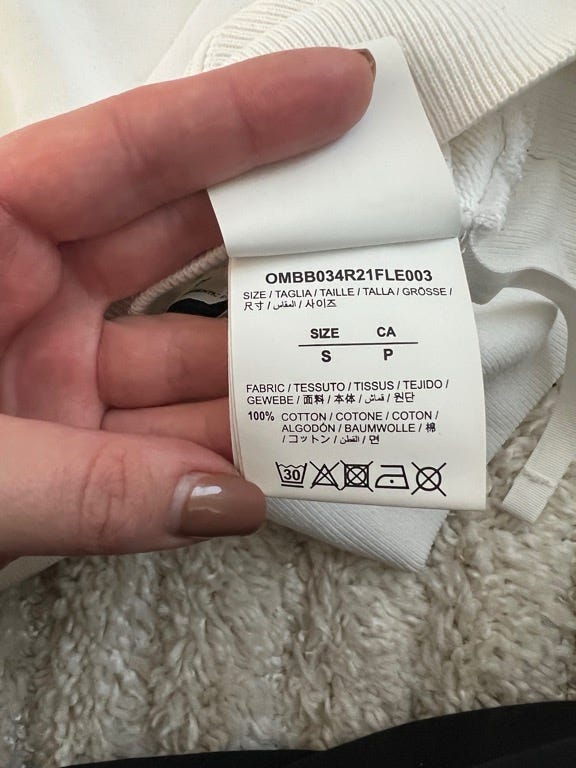 OMBB034R21FLE003
SIZE / TAGLIA / TAILLE / TALLA / GRÖSSE /
尺寸 / المقاس / 사이즈
SIZE CA
S P
FABRIC / TESSUTO / TISSUS / TEJIDO /
GEWEBE / 面料 / 本体 / قماش / 원단
100% COTTON / COTONE / COTON /
ALGODÓN / BAUMWOLLE / 棉
/ コットン / القطن / 면
30